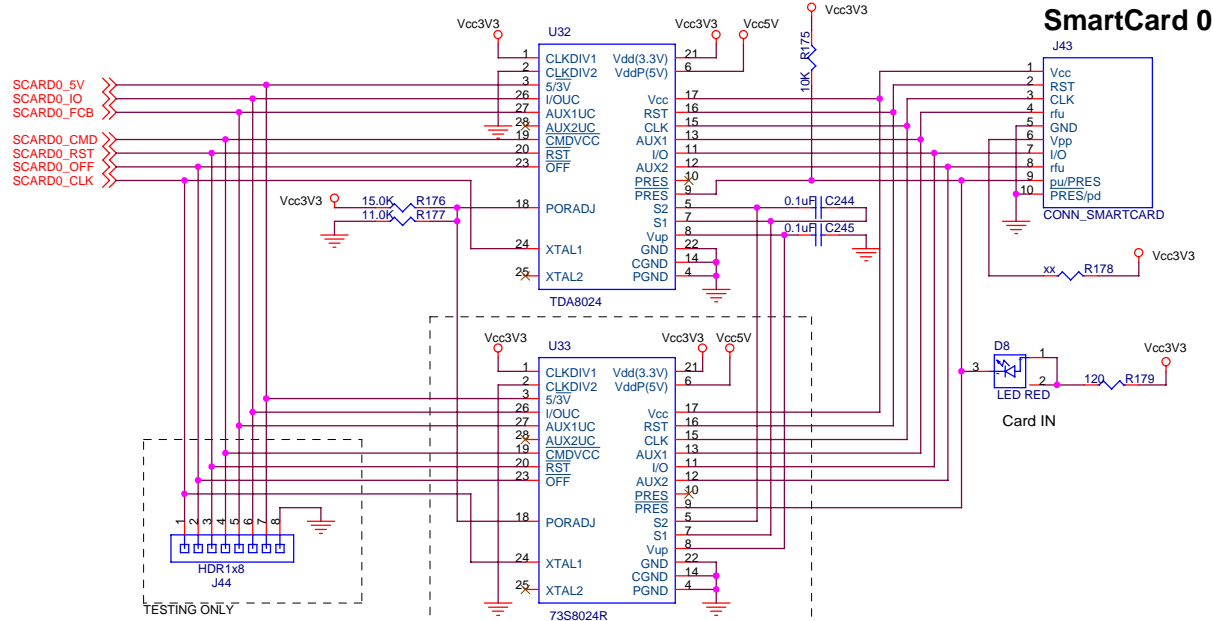 SmartCard 0
Vcc3V3
U32
Vcc3V3
Vcc5V
Vcc3V3
R175
10K
J43
SCARD0_5V
SCARD0_IO
SCARD0_FCB
SCARD0_CMD
SCARD0_RST
SCARD0_OFF
SCARD0_CLK
1 CLKDIV1
2 CLKDIV2
3 5/3V
26 I/OUC
27 AUX1UC
28 AUX2UC
19 CMDVCC
20 RST
23 OFF
18 PORADJ
24 XTAL1
25 XTAL2
Vdd(3.3V) 21
VddP(5V) 6
Vcc 17
RST 16
CLK 15
AUX1 13
I/O 11
AUX2 12
PRES 10
PRES 9
S2 5
S1 7
Vup 8
GND 22
CGND 14
PGND 4
TDA8024
1 Vcc
2 RST
3 CLK
4 rfu
5 GND
6 Vpp
7 I/O
8 rfu
9 pu/PRES
10 PRES/pd
CONN_SMARTCARD
Vcc3V3
15.0K R176
11.0K R177
0.1uF C244
0.1uF C245
xx R178
Vcc3V3
Vcc3V3
U33
Vcc3V3
Vcc5V
1 CLKDIV1
2 CLKDIV2
3 5/3V
26 I/OUC
27 AUX1UC
28 AUX2UC
19 CMDVCC
20 RST
23 OFF
18 PORADJ
24 XTAL1
25 XTAL2
Vdd(3.3V) 21
VddP(5V) 6
Vcc 17
RST 16
CLK 15
AUX1 13
I/O 11
AUX2 12
PRES 10
PRES 9
S2 5
S1 7
Vup 8
GND 22
CGND 14
PGND 4
73S8024R
D8
1
3
2
LED RED
120 R179
Vcc3V3
Card IN
1 2 3 4 5 6 7 8
HDR1x8
J44
TESTING ONLY